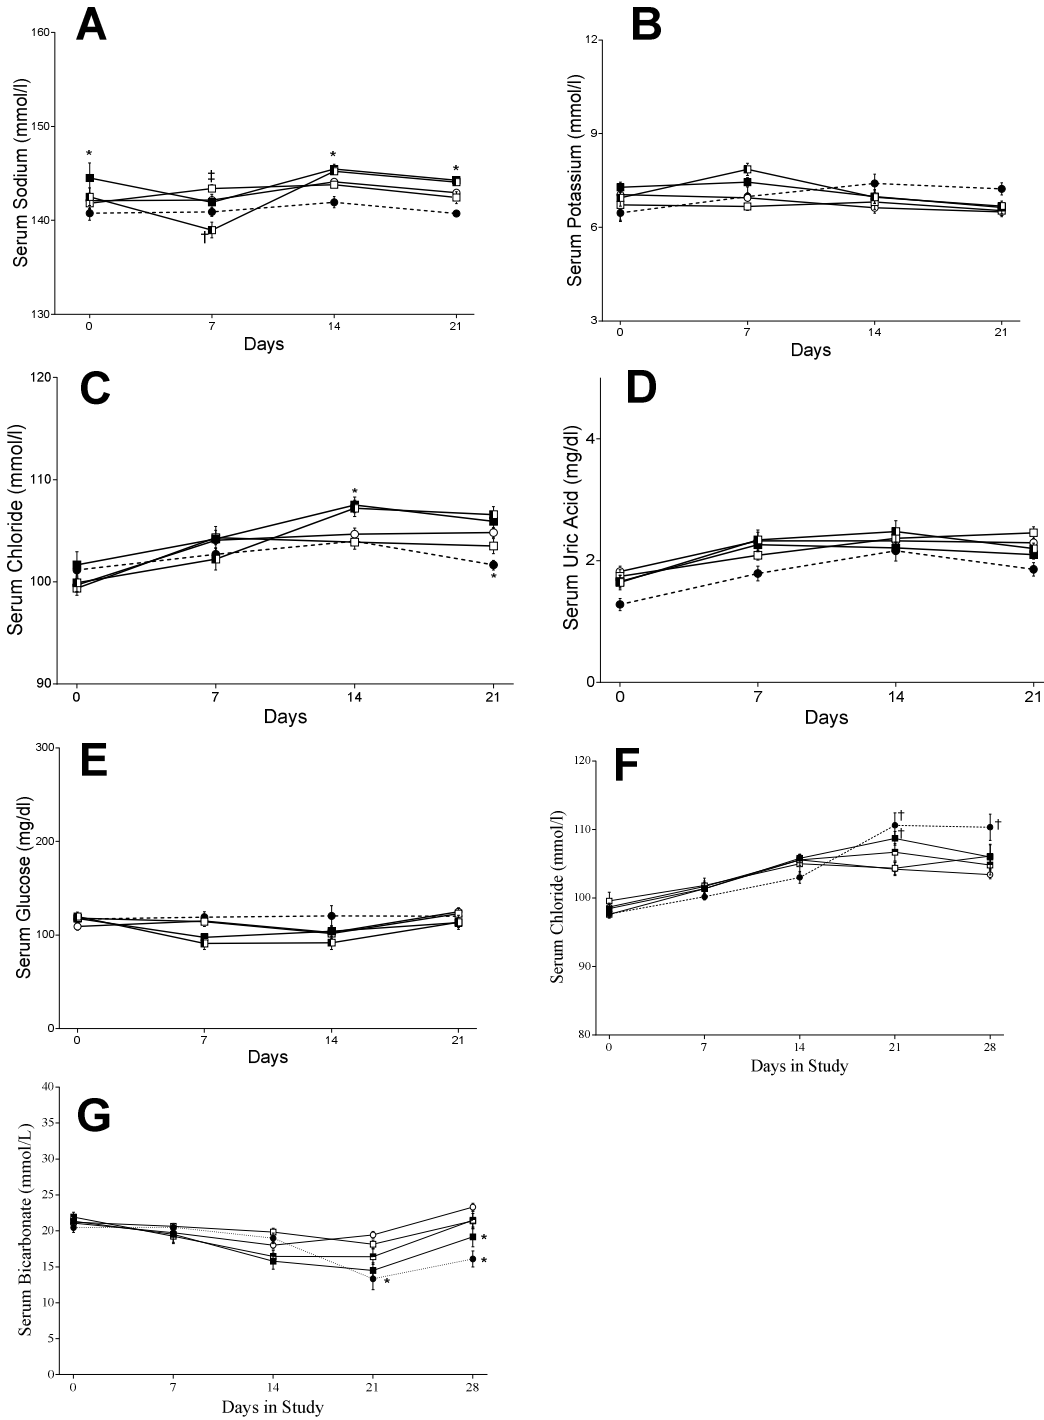 A
Serum Sodium (mmol/l)
160
150
140
130
* ‡ † * *
0 7 14 21
Days
B
Serum Potassium (mmol/l)
12
9
6
3
0 7 14 21
Days
C
Serum Chloride (mmol/l)
120
110
100
90
*
*
0 7 14 21
Days
D
Serum Uric Acid (mg/dl)
4
2
0
0 7 14 21
Days
E
Serum Glucose (mg/dl)
300
200
100
0
0 7 14 21
Days
F
Serum Chloride (mmol/l)
120
110
100
90
80
† † †
0 7 14 21 28
Days in Study
G
Serum Bicarbonate (mmol/L)
40
35
30
25
20
15
10
5
0
*
*
*
0 7 14 21 28
Days in Study